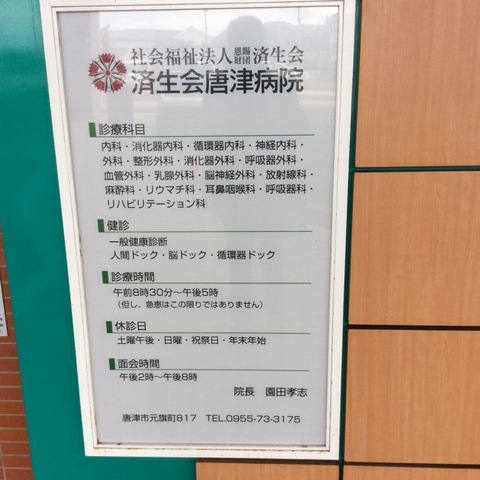 社会福祉法人 恩賜財団 済生会
済生会唐津病院
診療科目
内科・消化器内科・循環器内科・神経内科・
外科・整形外科・消化器外科・呼吸器外科・
血管外科・乳腺外科・脳神経外科・放射線科・
麻酔科・リウマチ科・耳鼻咽喉科・呼吸器科・
リハビリテーション科
健診
一般健康診断
人間ドック・脳ドック・循環器ドック
診療時間
午前8時30分〜午後5時
(但し、急患はこの限りではありません)
休診日
土曜午後・日曜・祝祭日・年末年始
面会時間
午後2時〜午後8時
院長 園田孝志
唐津市元旗町817 TEL.0955-73-3175